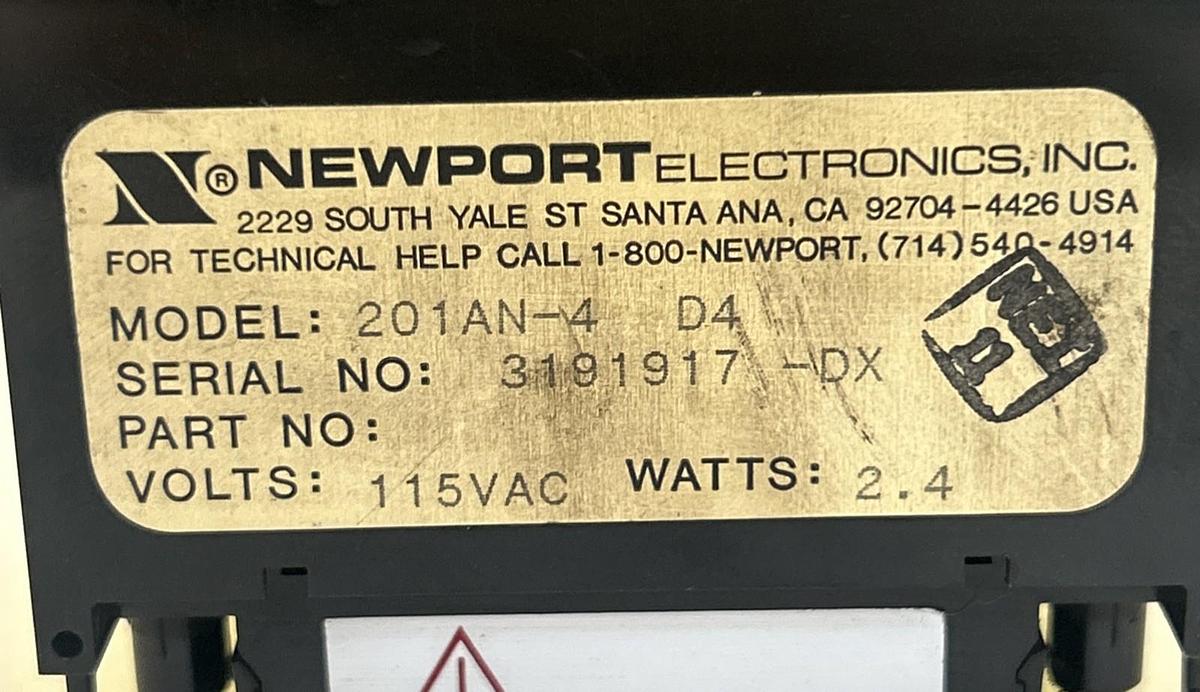 N® NEWPORT ELECTRONICS, INC.
2229 SOUTH YALE ST SANTA ANA, CA 92704-4426 USA
FOR TECHNICAL HELP CALL 1-800-NEWPORT, (714) 540-4914
MODEL: 201AN-4 D4
SERIAL NO: 3191917 -DX
PART NO:
VOLTS: 115VAC WATTS: 2.4